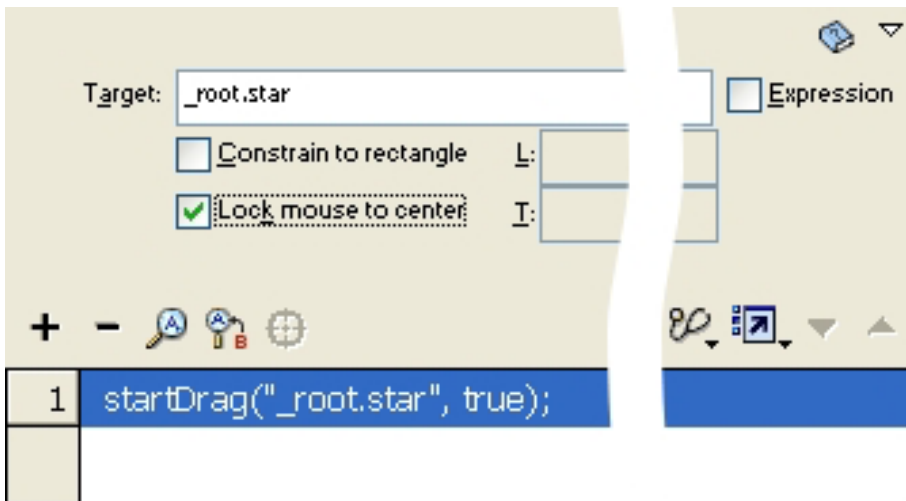 Target: _root.star Expression
Constrain to rectangle L:
Lock mouse to center T:
1 startDrag("_root.star", true);